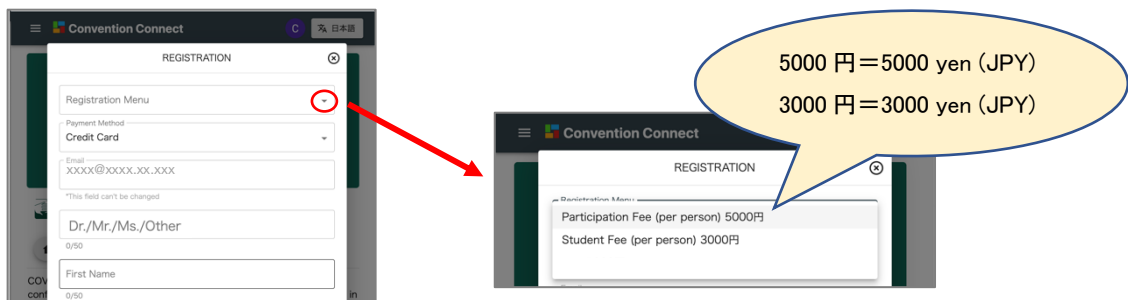 Convention Connect
C
日本語
REGISTRATION
Registration Menu
Payment Method
Credit Card
Email
xxxx@xxxx.xx.xxx
*This field can't be changed
Dr./Mr./Ms./Other
0/50
First Name
0/50
COV
conf
in
5000 円＝5000 yen (JPY)
3000 円＝3000 yen (JPY)
Convention Connect
REGISTRATION
Registration Menu
Participation Fee (per person) 5000円
Student Fee (per person) 3000円